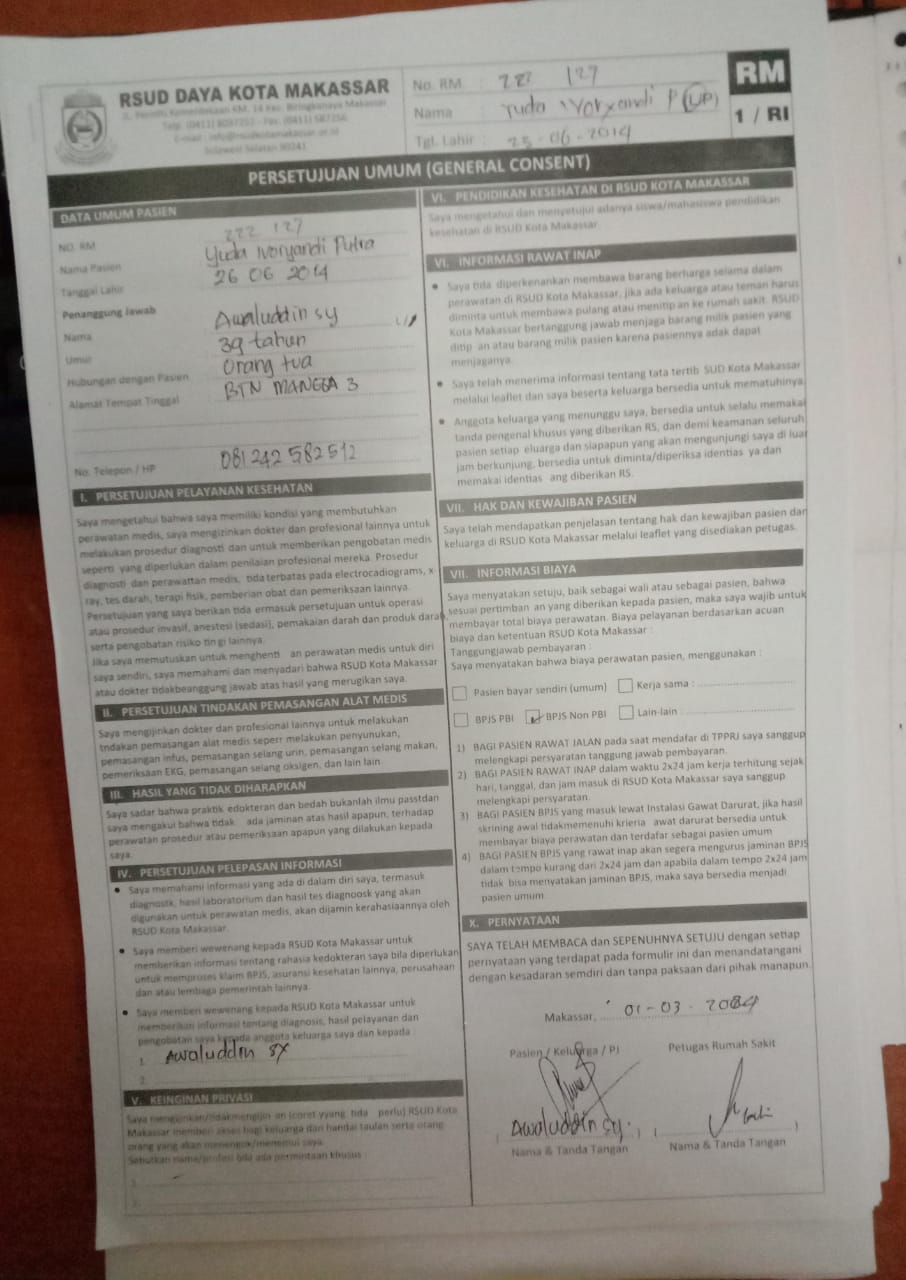 RSUD DAYA KOTA MAKASSAR
Jl. Perintis Kemerdekaan KM. 14 Kec. Biringkanaya Makassar
Sulawesi Selatan 90241
No. RM : 222 127
Nama : Yuda Ivoryandi P (LP)
Tgl. Lahir : -06-2014
RM
1 / RI
PERSETUJUAN UMUM (GENERAL CONSENT)
DATA UMUM PASIEN
NO. RM 222 127
Nama Pasien Yuda Ivoryandi Putra
Tanggal Lahir 26 06 2014
Penanggung Jawab
Nama Awaluddin sy
Umur 39 tahun
Hubungan dengan Pasien Orang tua
Alamat Tempat Tinggal BTN MANGGA 3
No. Telepon / HP 081 242 582 512
I. PERSETUJUAN PELAYANAN KESEHATAN
Saya mengetahui bahwa saya memiliki kondisi yang membutuhkan
perawatan medis, saya mengizinkan dokter dan profesional lainnya untuk
melakukan prosedur diagnosti dan untuk memberikan pengobatan medis
seperti yang diperlukan dalam penilaian profesional mereka. Prosedur
diagnosti dan perawattan medis, tida terbatas pada electrocadiograms, x-
ray, tes darah, terapi fisik, pemberian obat dan pemeriksaan lainnya.
Persetujuan yang saya berikan tida ermasuk persetujuan untuk operasi
atau prosedur invasif, anestesi (sedasi), pemakaian darah dan produk darah
serta pengobatan risiko tin gi lainnya.
Jika saya memutuskan untuk menghenti an perawatan medis untuk diri
saya sendiri, saya memahami dan menyadari bahwa RSUD Kota Makassar
atau dokter tidakbeanggung jawab atas hasil yang merugikan saya.
II. PERSETUJUAN TINDAKAN PEMASANGAN ALAT MEDIS
Saya mengijinkan dokter dan profesional lainnya untuk melakukan
tndakan pemasangan alat medis seperr melakukan penyunukan,
pemasangan infus, pemasangan selang urin, pemasangan selang makan,
pemeriksaan EKG, pemasangan selang oksigen, dan lain lain.
III. HASIL YANG TIDAK DIHARAPKAN
Saya sadar bahwa praktik edokteran dan bedah bukanlah ilmu passtdan
saya mengakui bahwa tidak ada jaminan atas hasil apapun, terhadap
perawatan prosedur atau pemeriksaan apapun yang dilakukan kepada
saya.
IV. PERSETUJUAN PELEPASAN INFORMASI
• Saya memahami informasi yang ada di dalam diri saya, termasuk
diagnostk, hasil laboratorium dan hasil tes diagnoosk yang akan
digunakan untuk perawatan medis, akan dijamin kerahasiaannya oleh
RSUD Kota Makassar.
• Saya memberi wewenang kepada RSUD Kota Makassar untuk
memberikan informasi tentang rahasia kedokteran saya bila diperlukan
untuk memproses klaim BPJS, asuransi kesehatan lainnya, perusahaan
dan atau lembaga pemerintah lainnya.
• Saya memberi wewenang kepada RSUD Kota Makassar untuk
memberikan informasi tentang diagnosis, hasil pelayanan dan
pengobatan saya kepada anggota keluarga saya dan kepada :
1. Awaluddin sy
2.
V. KEINGINAN PRIVASI
Saya mengijinkan/tidakmengijin an (coret yyang tida perlu) RSUD Kota
Makassar memberi akses bagi keluarga dan handai taulan serta orang
orang yang akan menengok/menemui saya.
Sebutkan name/profesi bila ada permintaan khusus :
1.
2.
VI. PENDIDIKAN KESEHATAN DI RSUD KOTA MAKASSAR
Saya mengetahui dan menyetujui adanya siswa/mahasiswa pendidikan
kesehatan di RSUD Kota Makassar
VI. INFORMASI RAWAT INAP
• Saya tida diperkenankan membawa barang berharga selama dalam
perawatan di RSUD Kota Makassar, jika ada keluarga atau teman harus
diminta untuk membawa pulang atau menitip an ke rumah sakit. RSUD
Kota Makassar bertanggung jawab menjaga barang milik pasien yang
ditip an atau barang milik pasien karena pasiennya adak dapat
menjaganya.
• Saya telah menerima informasi tentang tata tertib SUD Kota Makassar
melalui leaflet dan saya beserta keluarga bersedia untuk mematuhinya
• Anggota keluarga yang menunggu saya, bersedia untuk selalu memakai
tanda pengenal khusus yang diberikan RS, dan demi keamanan seluruh
pasien setiap eluarga dan siapapun yang akan mengunjungi saya di luar
jam berkunjung, bersedia untuk diminta/diperiksa identias ya dan
memakai identias ang diberikan RS.
VII. HAK DAN KEWAJIBAN PASIEN
Saya telah mendapatkan penjelasan tentang hak dan kewajiban pasien dan
keluarga di RSUD Kota Makassar melalui leaflet yang disediakan petugas.
VII. INFORMASI BIAYA
Saya menyatakan setuju, baik sebagai wali atau sebagai pasien, bahwa
sesuai pertimban an yang diberikan kepada pasien, maka saya wajib untuk
membayar total biaya perawatan. Biaya pelayanan berdasarkan acuan
biaya dan ketentuan RSUD Kota Makassar :
Tanggungjawab pembayaran :
Saya menyatakan bahwa biaya perawatan pasien, menggunakan :
Pasien bayar sendiri (umum) Kerja sama :
BPJS PBI ✓ BPJS Non PBI Lain-lain :
1) BAGI PASIEN RAWAT JALAN pada saat mendafar di TPPRJ saya sanggup
melengkapi persyaratan tanggung jawab pembayaran.
2) BAGI PASIEN RAWAT INAP dalam waktu 2x24 jam kerja terhitung sejak
hari, tanggal, dan jam masuk di RSUD Kota Makassar saya sanggup
melengkapi persyaratan.
3) BAGI PASIEN BPJS yang masuk lewat Instalasi Gawat Darurat, jika hasil
skrining awal tidakmemenuhi krieria awat darurat bersedia untuk
membayar biaya perawatan dan terdafar sebagai pasien umum
4) BAGI PASIEN BPJS yang rawat inap akan segera mengurus jaminan BPJS
dalam tempo kurang dari 2x24 jam dan apabila dalam tempo 2x24 jam
tidak bisa menyatakan jaminan BPJS, maka saya bersedia menjadi
pasien umum.
X. PERNYATAAN
SAYA TELAH MEMBACA dan SEPENUHNYA SETUJU dengan setiap
pernyataan yang terdapat pada formulir ini dan menandatangani
dengan kesadaran semdiri dan tanpa paksaan dari pihak manapun.
Makassar, 01-03-2024
Pasien / Keluarga / PJ Petugas Rumah Sakit
( Awaluddin sy. ) ( )
Nama & Tanda Tangan Nama & Tanda Tangan